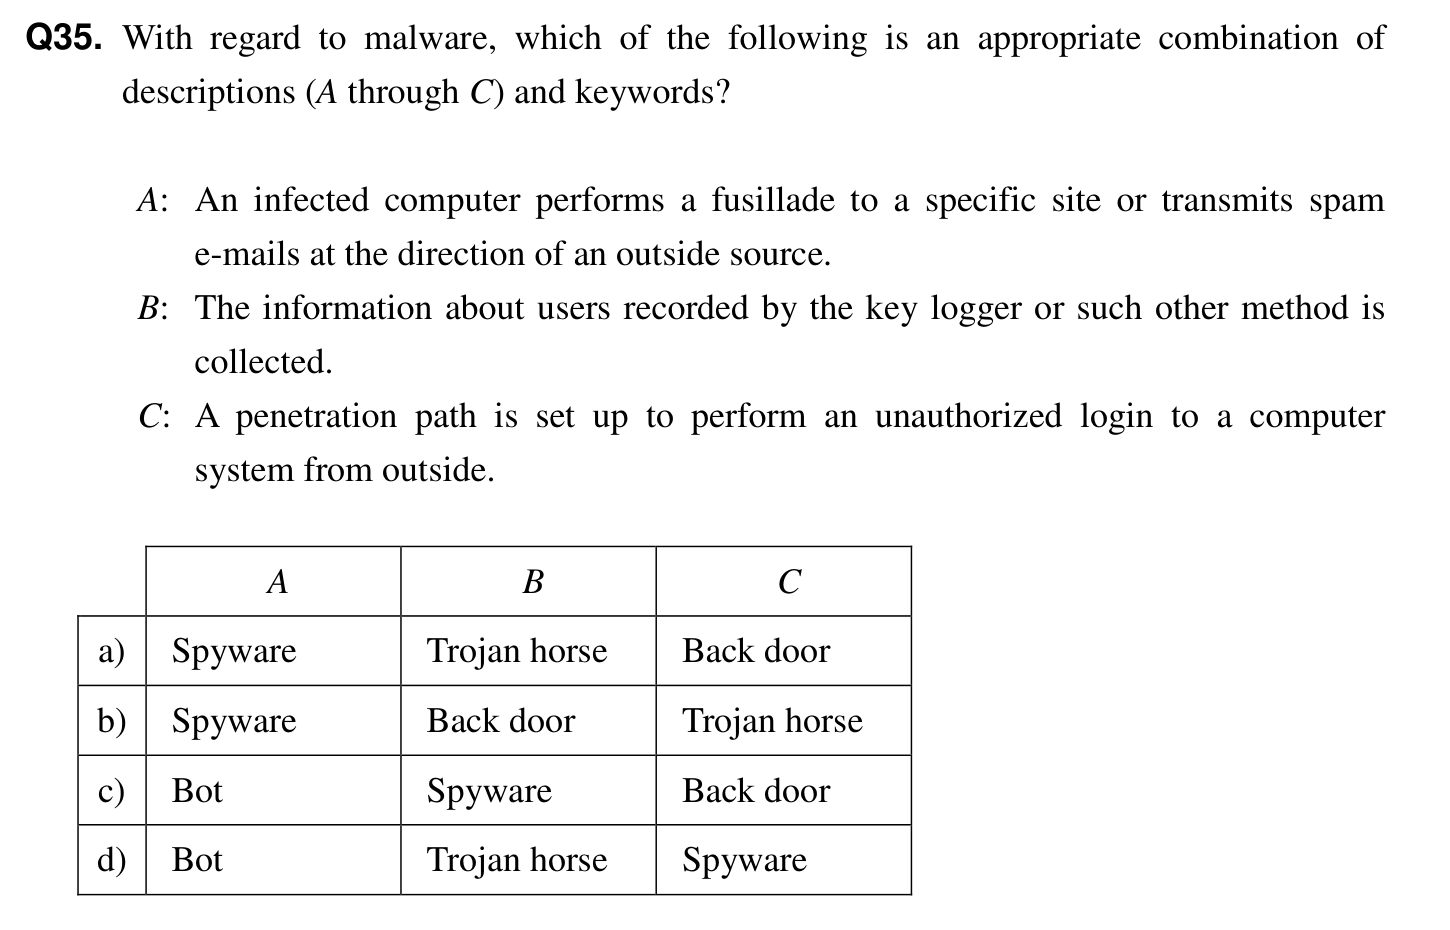 Q35. With regard to malware, which of the following is an appropriate combination of
descriptions (A through C) and keywords?
A: An infected computer performs a fusillade to a specific site or transmits spam
e-mails at the direction of an outside source.
B: The information about users recorded by the key logger or such other method is
collected.
C: A penetration path is set up to perform an unauthorized login to a computer
system from outside.
A B C
a) Spyware Trojan horse Back door
b) Spyware Back door Trojan horse
c) Bot Spyware Back door
d) Bot Trojan horse Spyware